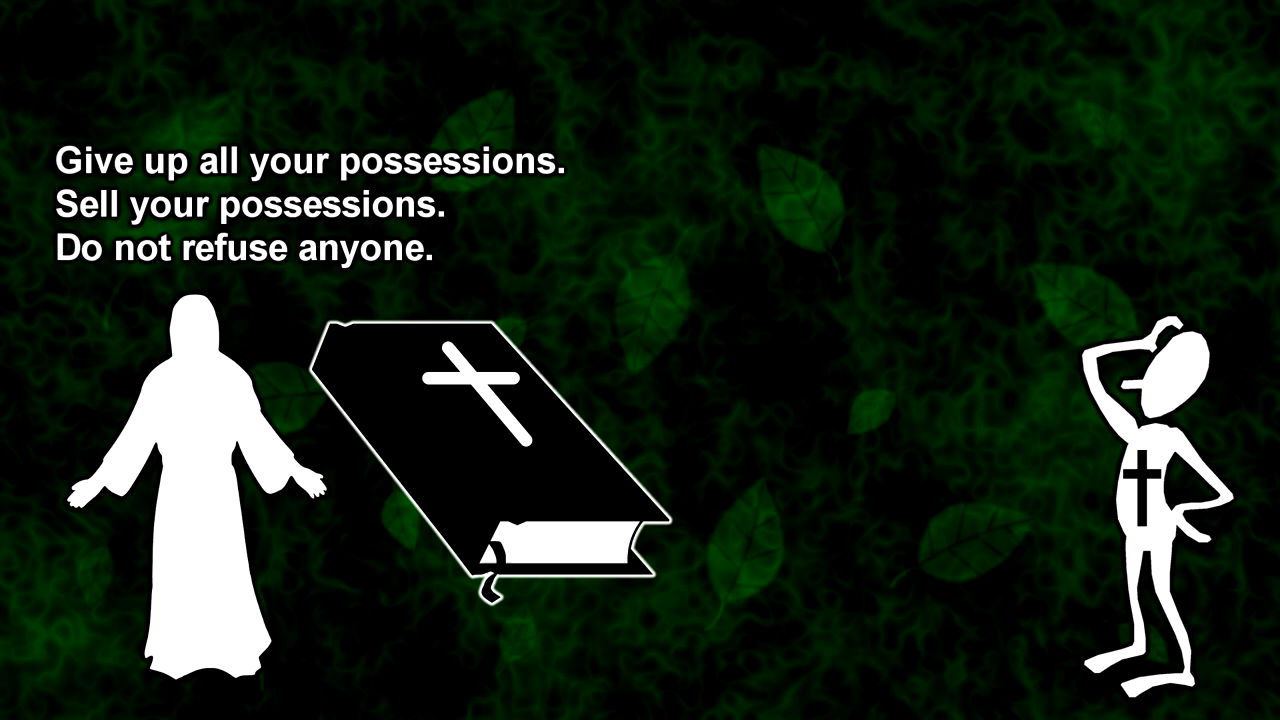 Give up all your possessions.
Sell your possessions.
Do not refuse anyone.